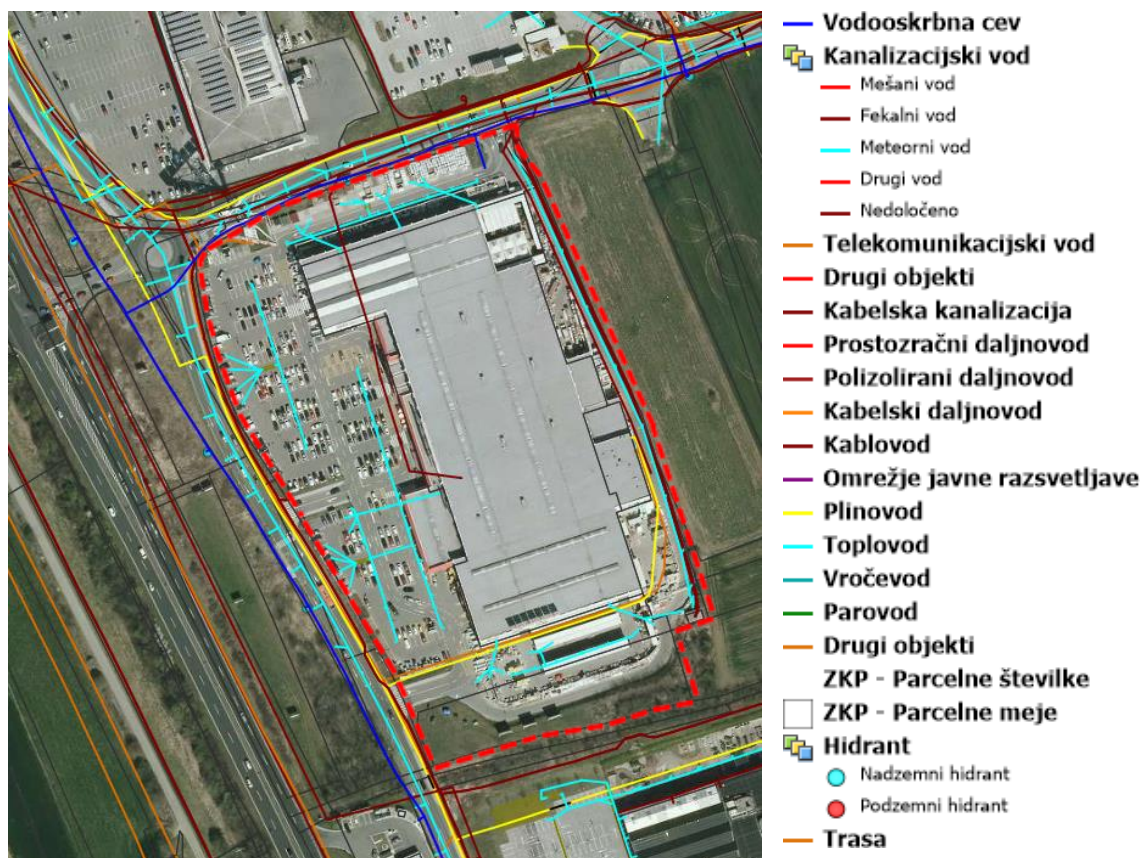 Vodooskrbna cev
Kanalizacijski vod
Mešani vod
Fekalni vod
Meteorni vod
Drugi vod
Nedoločeno
Telekomunikacijski vod
Drugi objekti
Kabelska kanalizacija
Prostozračni daljnovod
Polizolirani daljnovod
Kabelski daljnovod
Kablovod
Omrežje javne razsvetljave
Plinovod
Toplovod
Vročevod
Parovod
Drugi objekti
ZKP - Parcelne številke
ZKP - Parcelne meje
Hidrant
Nadzemni hidrant
Podzemni hidrant
Trasa